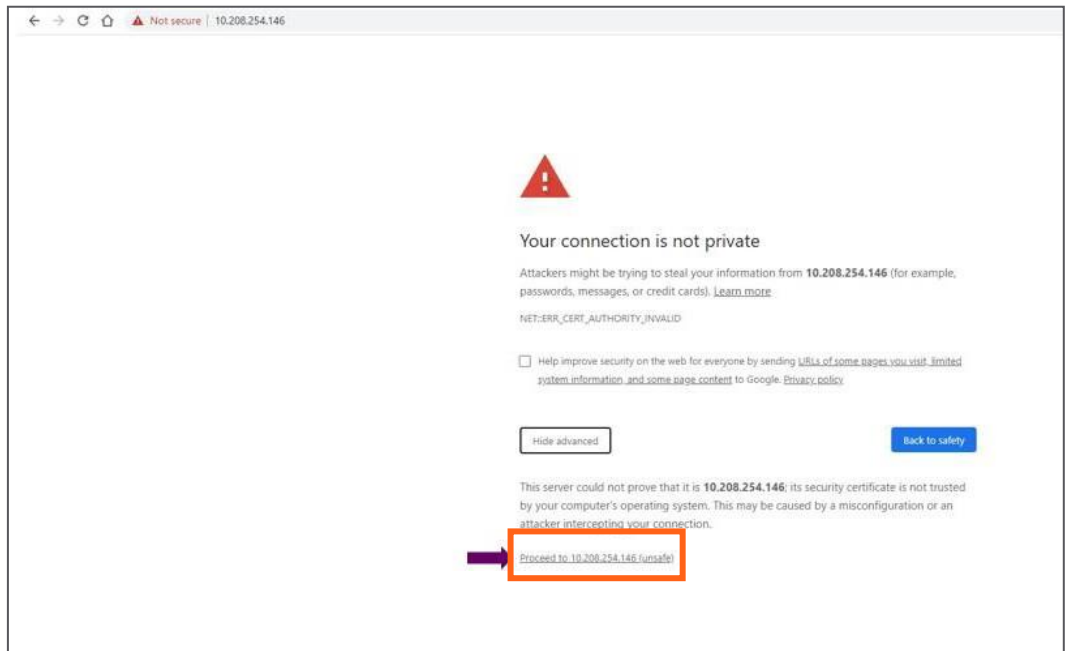 Not secure | 10.208.254.146
Your connection is not private
Attackers might be trying to steal your information from 10.208.254.146 (for example,
passwords, messages, or credit cards). Learn more
NET::ERR_CERT_AUTHORITY_INVALID
Help improve security on the web for everyone by sending URLs of some pages you visit, limited
system information, and some page content to Google. Privacy policy
Hide advanced
Back to safety
This server could not prove that it is 10.208.254.146; its security certificate is not trusted
by your computer's operating system. This may be caused by a misconfiguration or an
attacker intercepting your connection.
Proceed to 10.208.254.146 (unsafe)